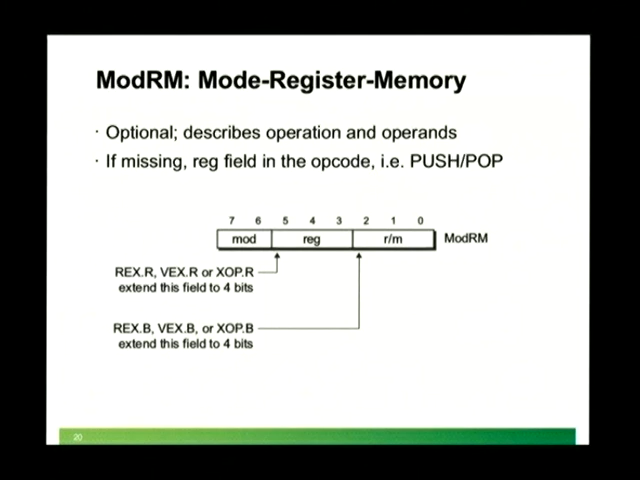 ModRM: Mode-Register-Memory
· Optional; describes operation and operands
· If missing, reg field in the opcode, i.e. PUSH/POP
7 6 5 4 3 2 1 0
mod reg r/m ModRM
REX.R, VEX.R or XOP.R
extend this field to 4 bits
REX.B, VEX.B, or XOP.B
extend this field to 4 bits
20